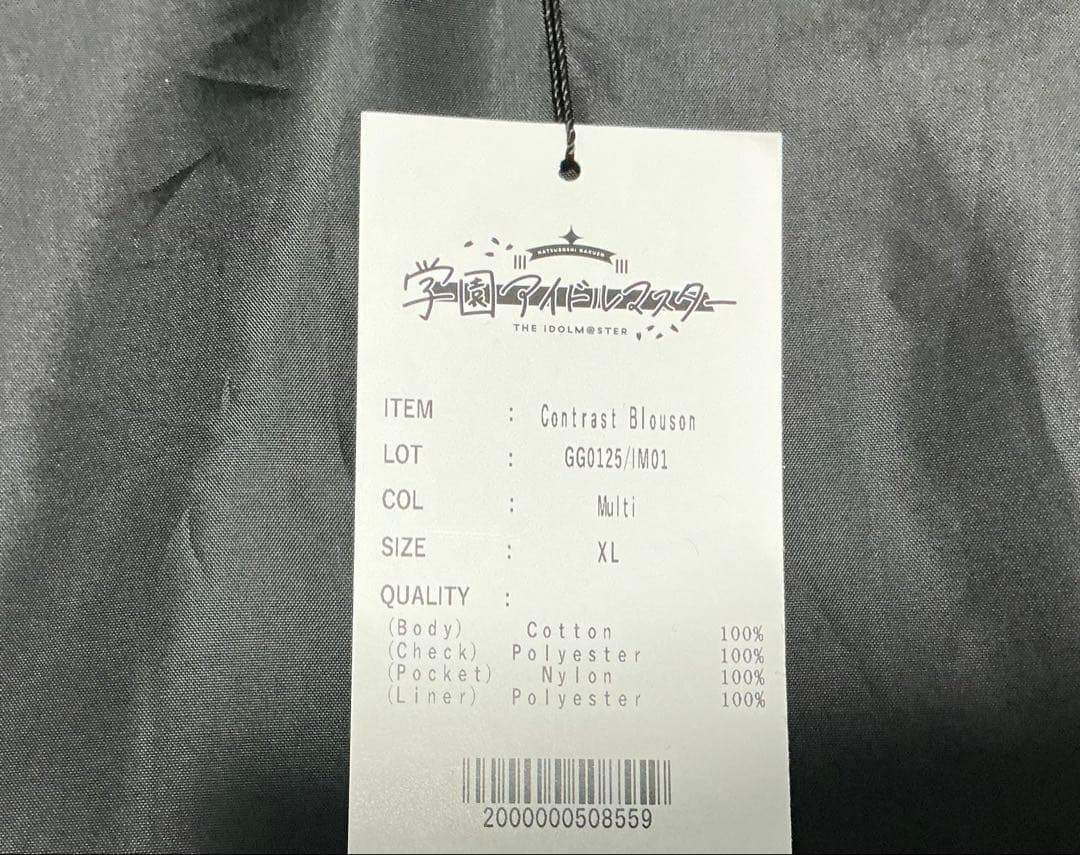 HATSUBOSHI GAKUEN
学園アイドルマスター
THE IDOLM@STER
ITEM : Contrast Blouson
LOT : GG0125/IM01
COL : Multi
SIZE : XL
QUALITY :
(Body) Cotton 100%
(Check) Polyester 100%
(Pocket) Nylon 100%
(Liner) Polyester 100%
2000000508559